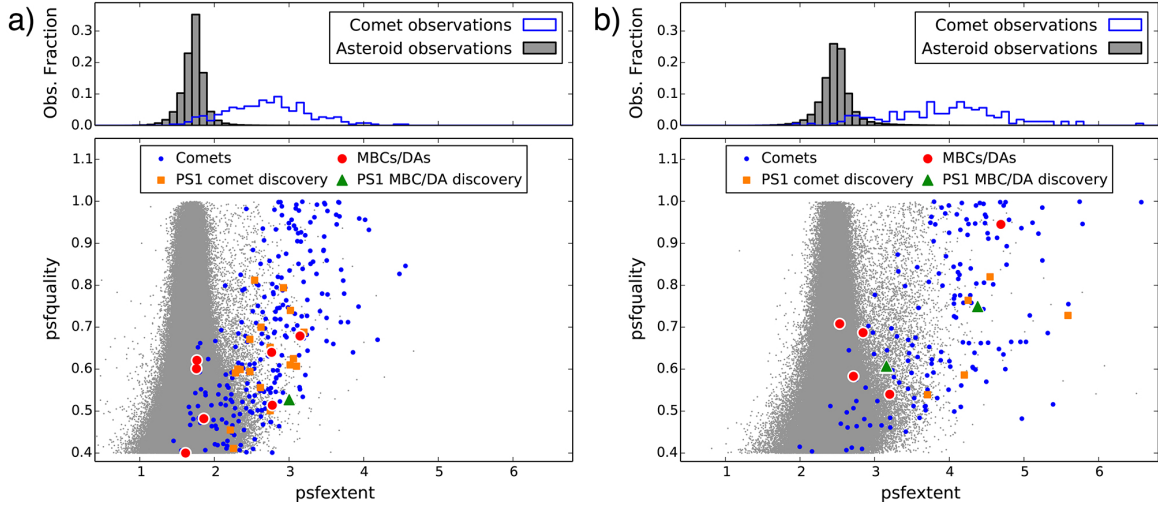 a)
Obs. Fraction
0.3
0.2
0.1
0.0
Comet observations
Asteroid observations
psfquality
1.1
1.0
0.9
0.8
0.7
0.6
0.5
0.4
Comets MBCs/DAs
PS1 comet discovery PS1 MBC/DA discovery
1 2 3 4 5 6
psfextent
b)
Obs. Fraction
0.3
0.2
0.1
0.0
Comet observations
Asteroid observations
psfquality
1.1
1.0
0.9
0.8
0.7
0.6
0.5
0.4
Comets MBCs/DAs
PS1 comet discovery PS1 MBC/DA discovery
1 2 3 4 5 6
psfextent